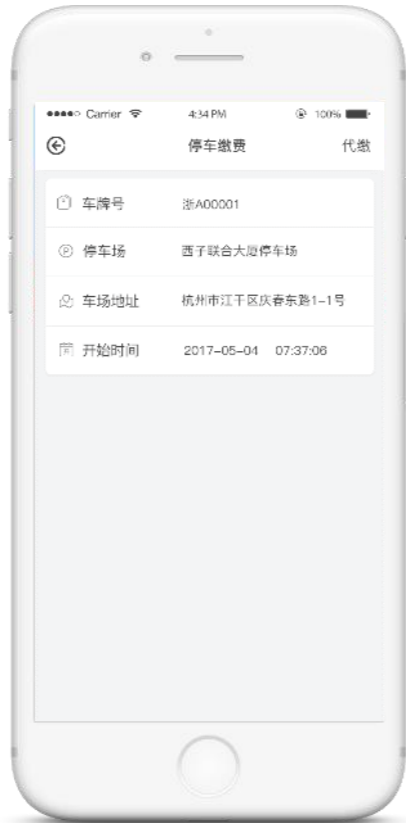 Carrier 4:34 PM 100%
停车缴费 代缴
车牌号 浙A00001
停车场 西子联合大厦停车场
车场地址 杭州市江干区庆春东路1-1号
开始时间 2017-05-04 07:37:06